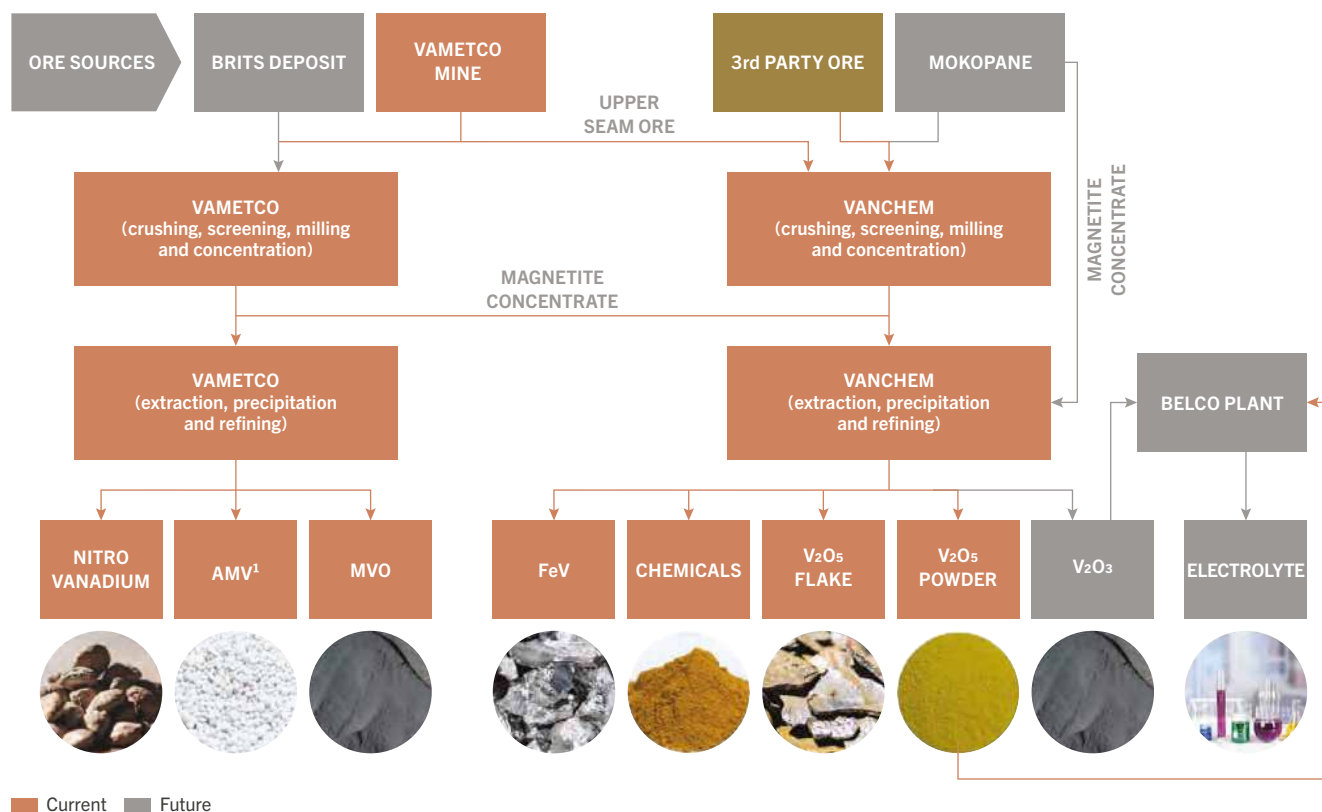 ORE SOURCES
BRITS DEPOSIT
VAMETCO
MINE
3rd PARTY ORE
MOKOPANE
UPPER
SEAM ORE
VAMETCO
(crushing, screening, milling
and concentration)
VANCHEM
(crushing, screening, milling
and concentration)
MAGNETITE
CONCENTRATE
MAGNETITE
CONCENTRATE
VAMETCO
(extraction, precipitation
and refining)
VANCHEM
(extraction, precipitation
and refining)
BELCO PLANT
NITRO
VANADIUM
AMV¹
MVO
FeV
CHEMICALS
V₂O₅
FLAKE
V₂O₅
POWDER
V₂O₃
ELECTROLYTE
Current
Future